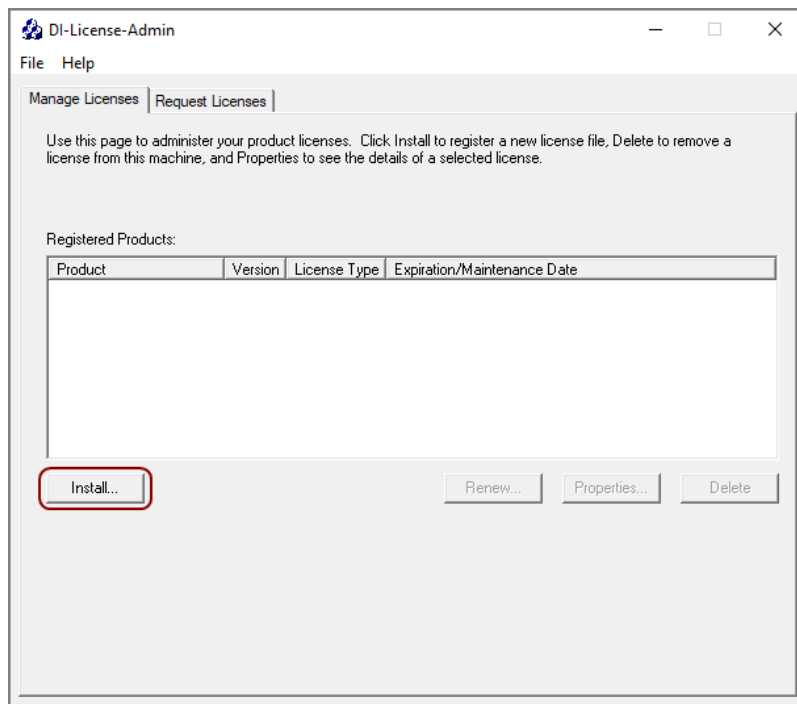 DI-License-Admin
File Help
Manage Licenses Request Licenses
Use this page to administer your product licenses. Click Install to register a new license file, Delete to remove a
license from this machine, and Properties to see the details of a selected license.
Registered Products:
Product Version License Type Expiration/Maintenance Date
Install... Renew... Properties... Delete